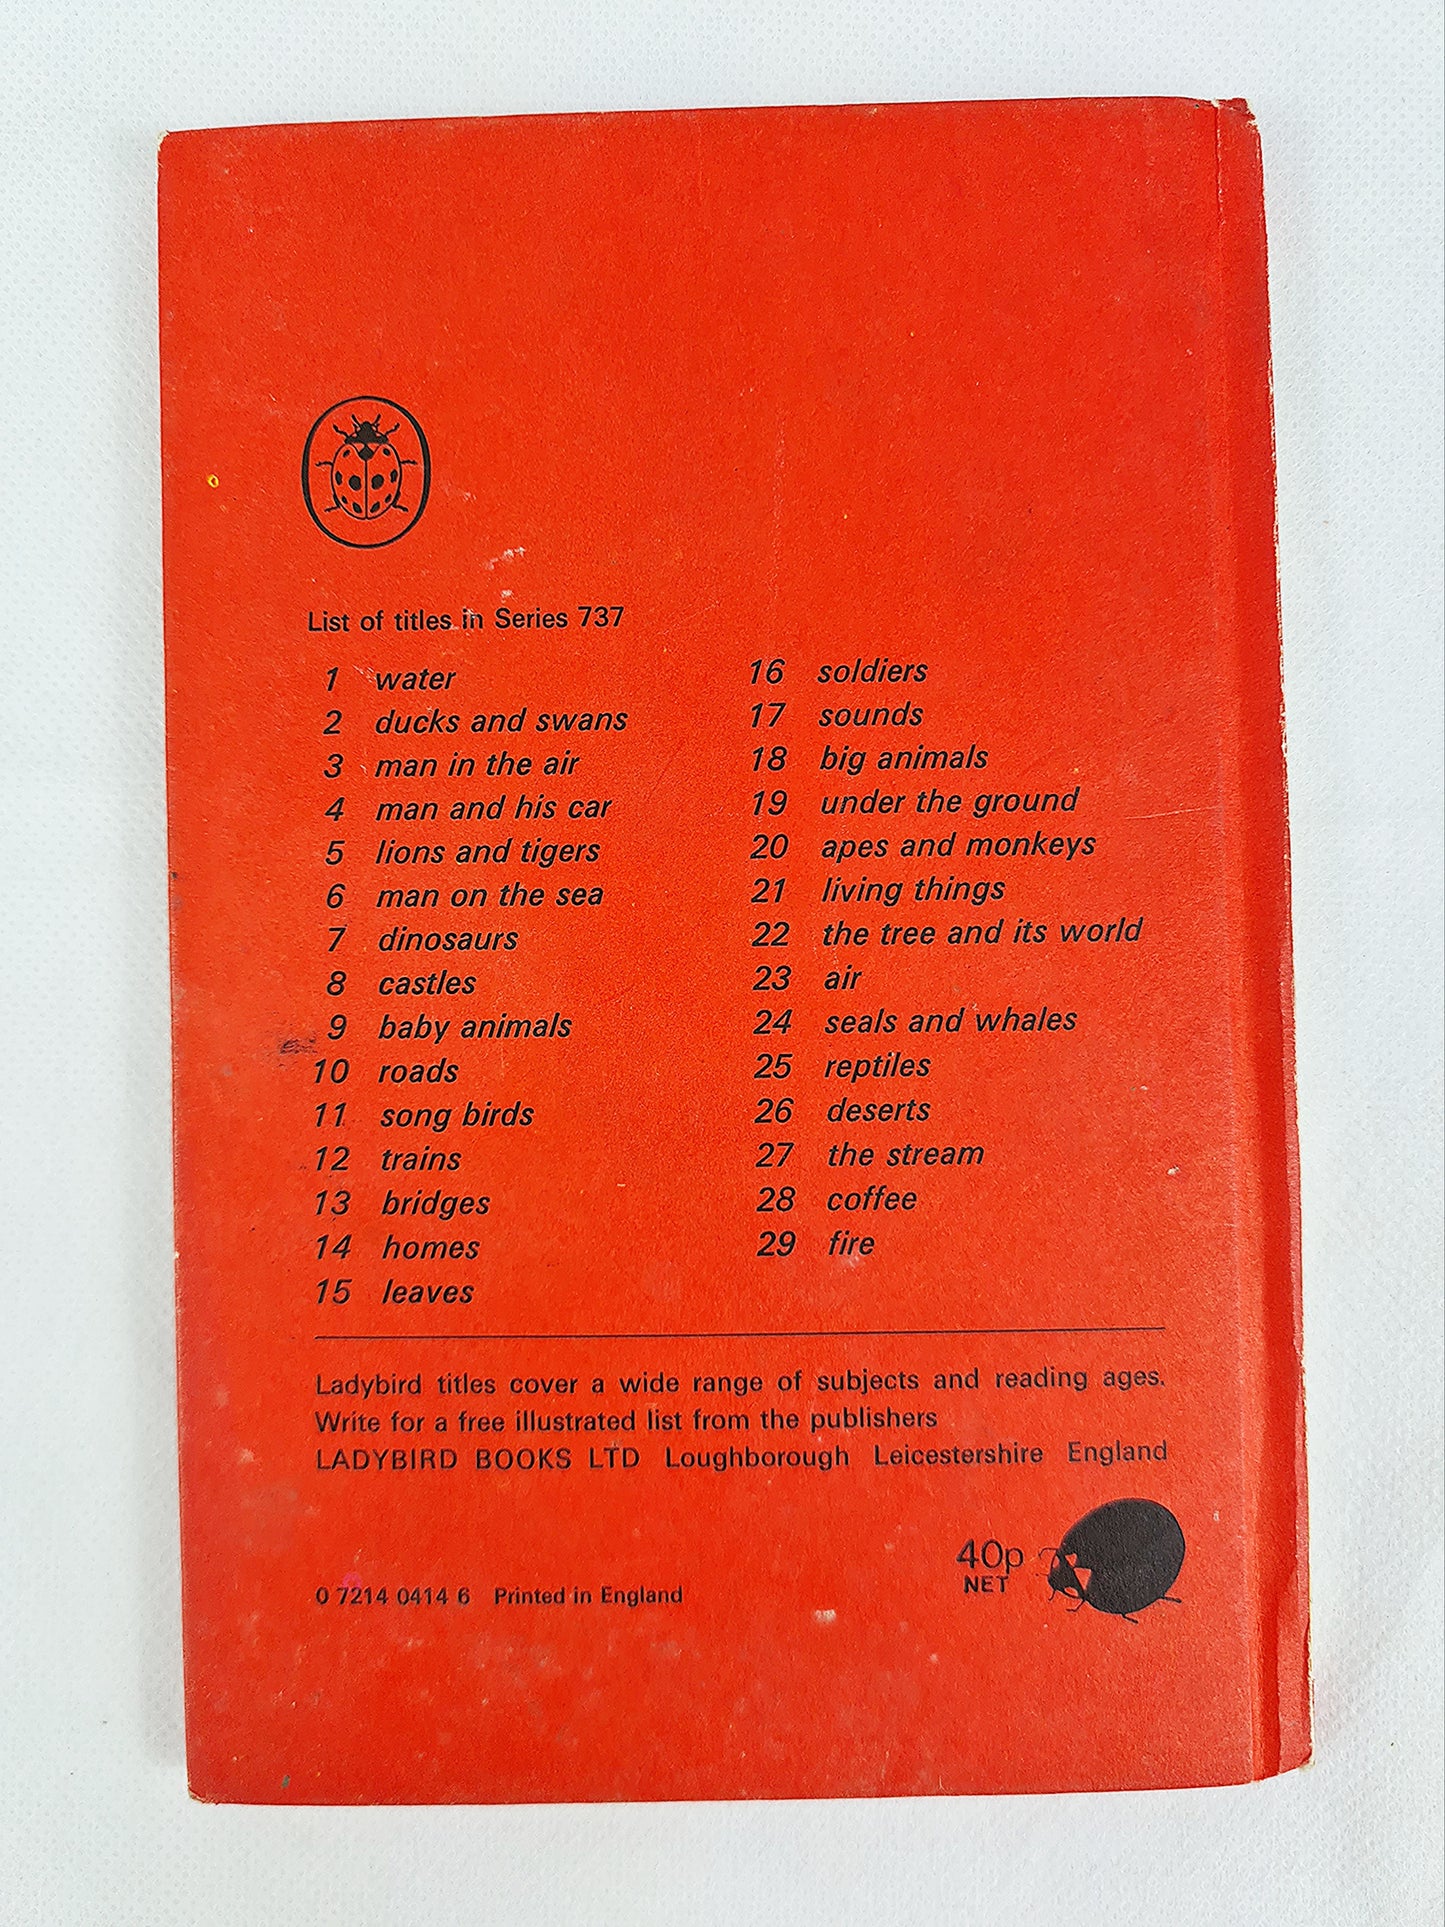 List of titles in Series 737
1 water
2 ducks and swans
3 man in the air
4 man and his car
5 lions and tigers
6 man on the sea
7 dinosaurs
8 castles
9 baby animals
10 roads
11 song birds
12 trains
13 bridges
14 homes
15 leaves
16 soldiers
17 sounds
18 big animals
19 under the ground
20 apes and monkeys
21 living things
22 the tree and its world
23 air
24 seals and whales
25 reptiles
26 deserts
27 the stream
28 coffee
29 fire
Ladybird titles cover a wide range of subjects and reading ages.
Write for a free illustrated list from the publishers
LADYBIRD BOOKS LTD Loughborough Leicestershire England
40p
NET
0 7214 0414 6 Printed in England